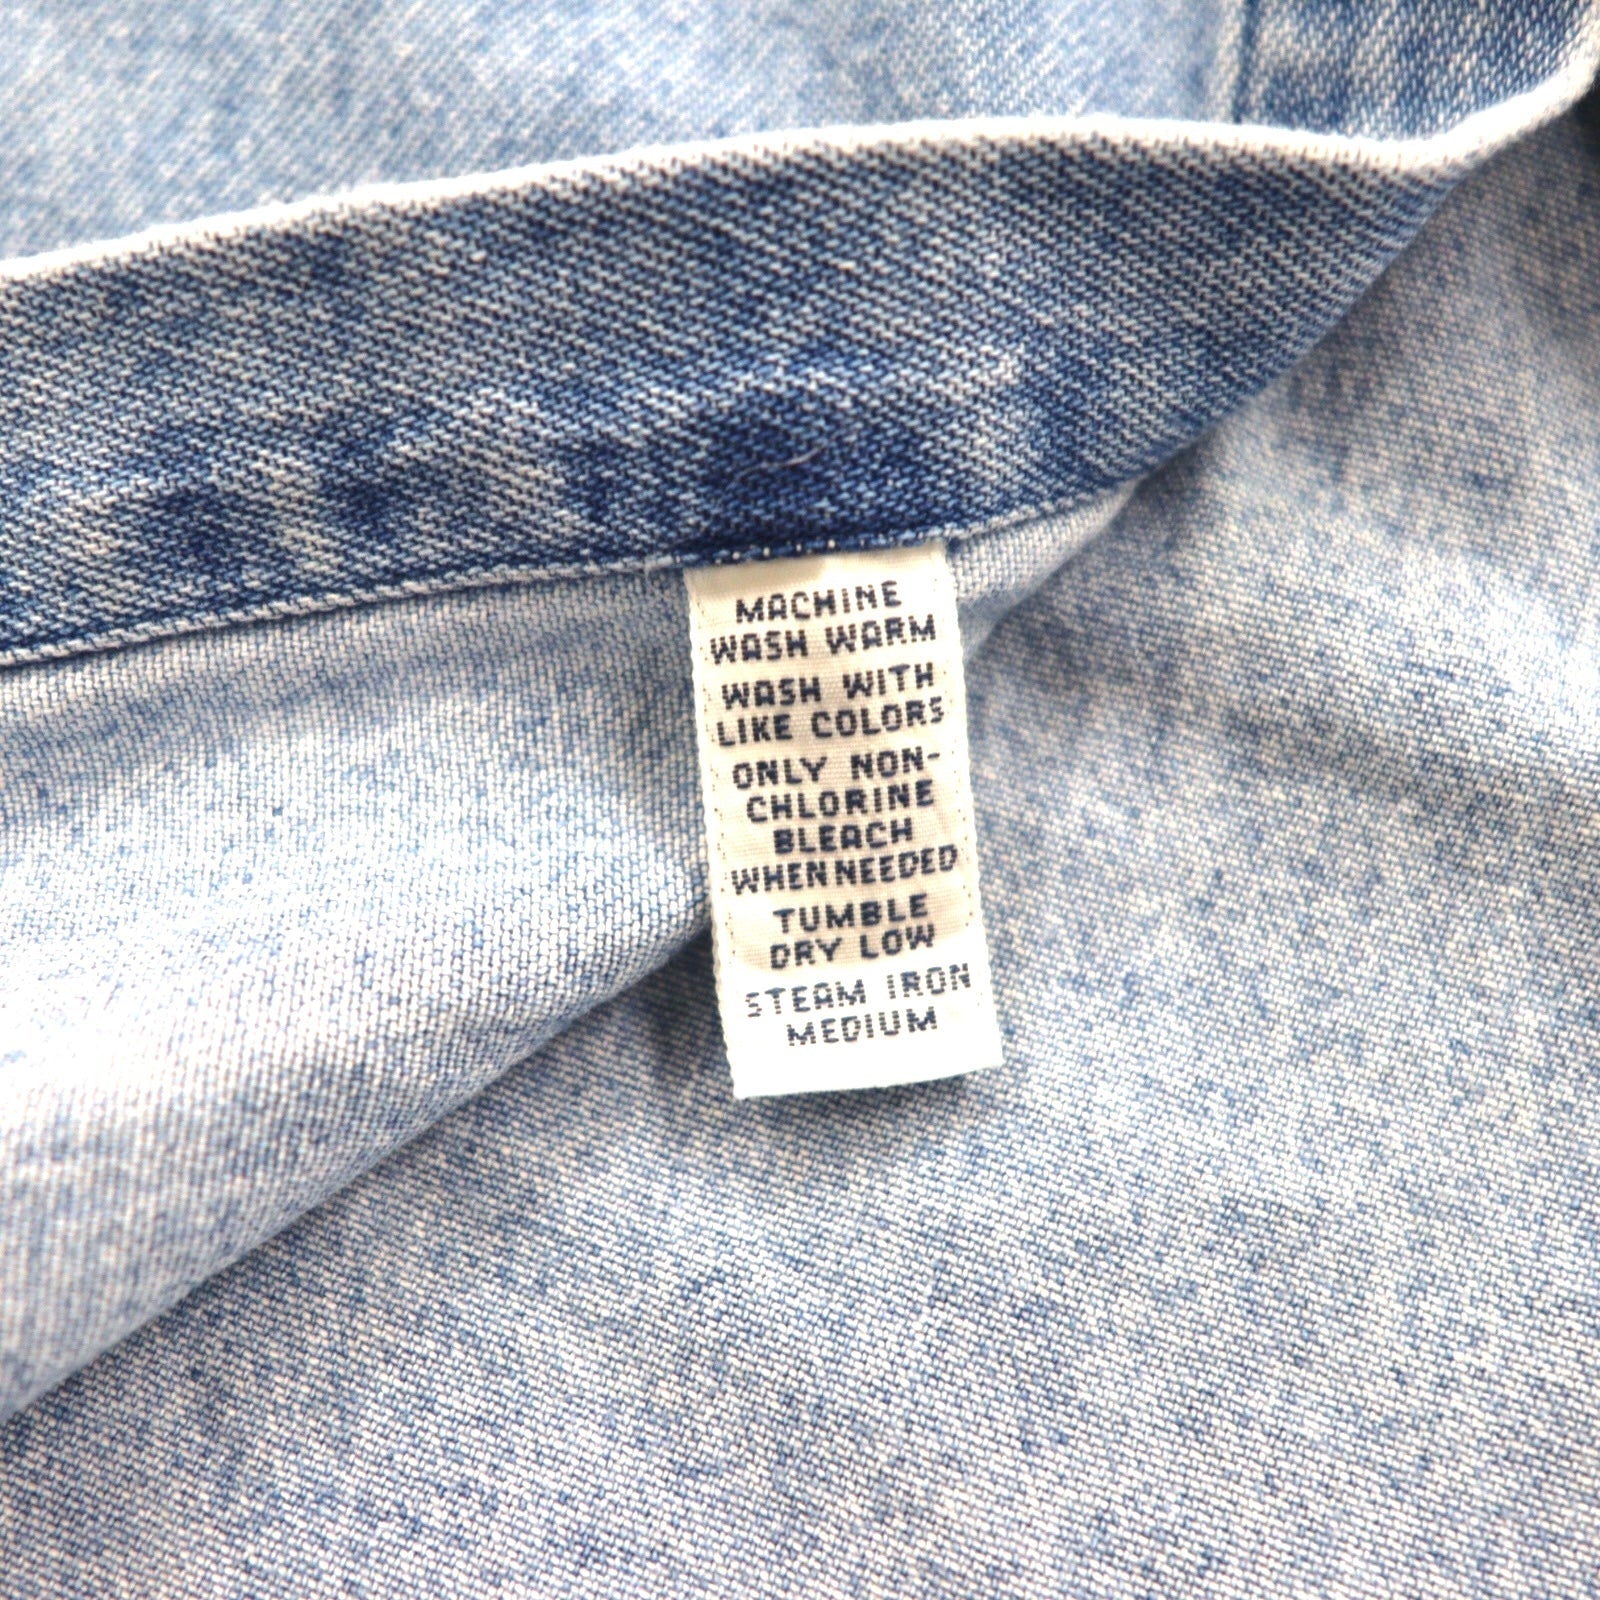 MACHINE
WASH WARM
WASH WITH
LIKE COLORS
ONLY NON-
CHLORINE
BLEACH
WHEN NEEDED
TUMBLE
DRY LOW
STEAM IRON
MEDIUM